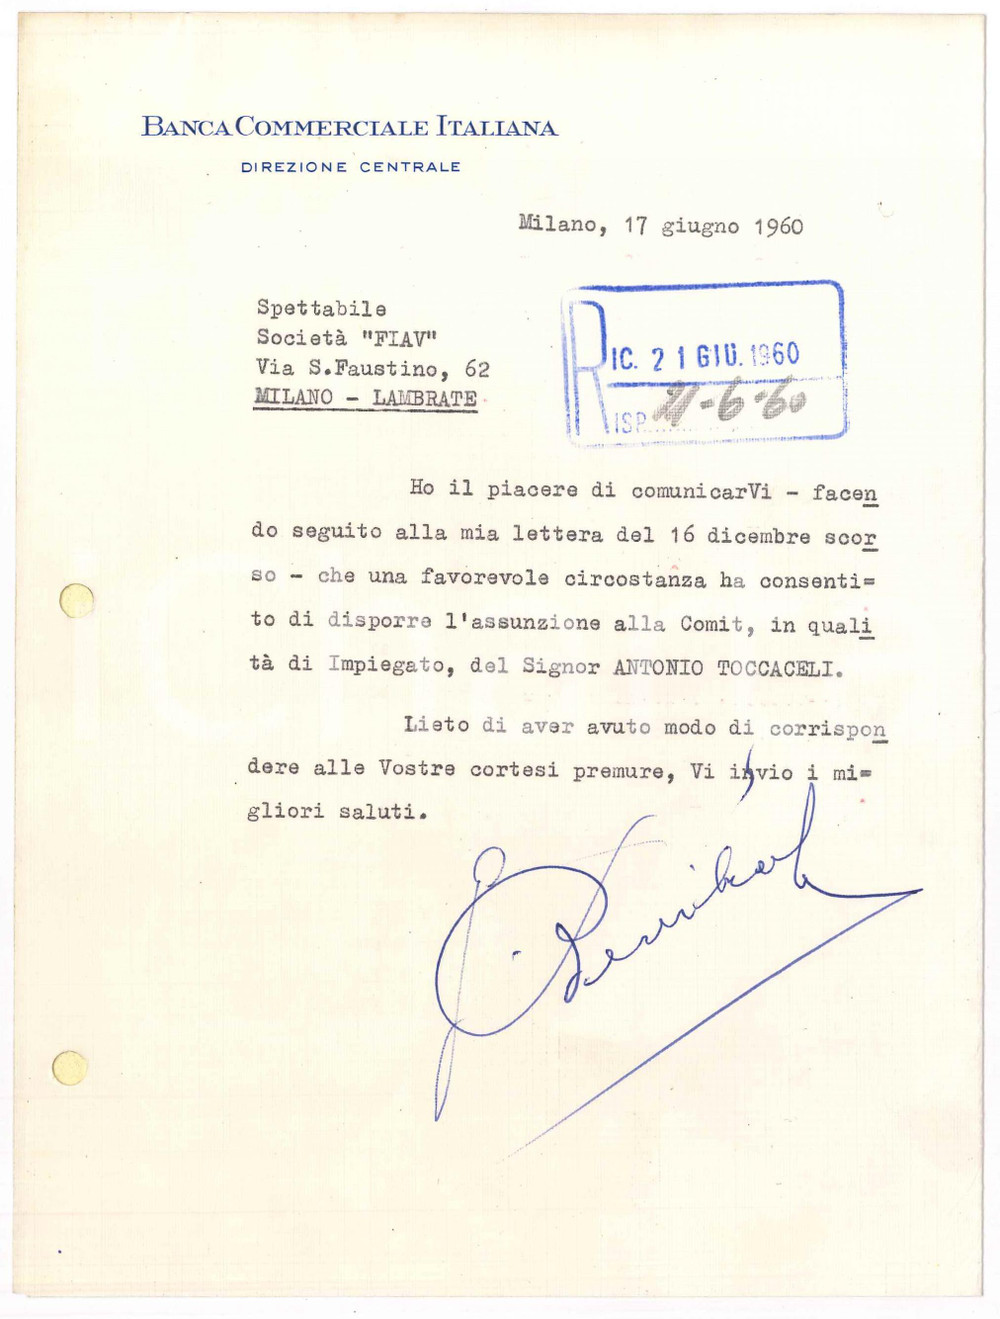 BANCA COMMERCIALE ITALIANA
DIREZIONE CENTRALE
Milano, 17 giugno 1960
Spettabile
Società "FIAV"
Via S.Faustino, 62
MILANO - LAMBRATE
RIC. 21 GIU. 1960
RISP. 21-6-60
Ho il piacere di comunicarVi - facen
do seguito alla mia lettera del 16 dicembre scor
so - che una favorevole circostanza ha consenti=
to di disporre l'assunzione alla Comit, in quali
tà di Impiegato, del Signor ANTONIO TOCCACELI.
Lieto di aver avuto modo di corrispon
dere alle Vostre cortesi premure, Vi invio i mi=
gliori saluti.